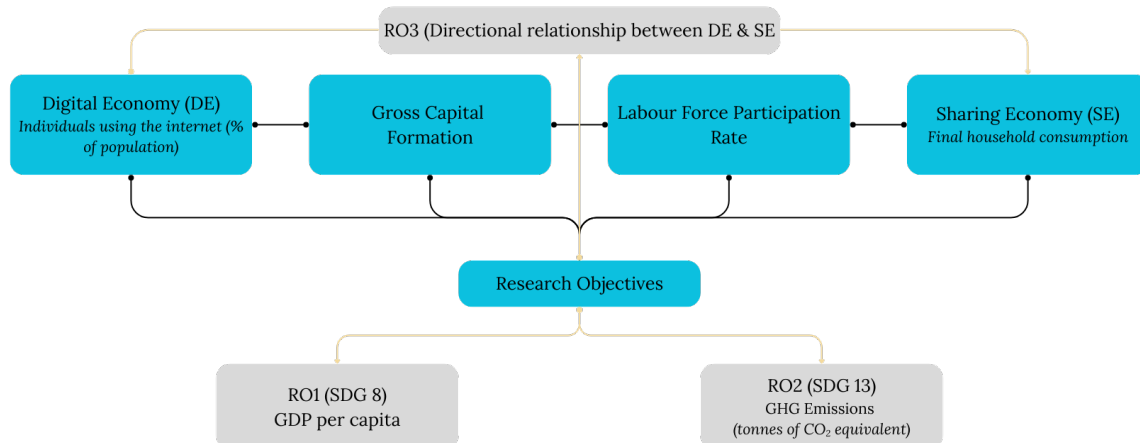 RO3 (Directional relationship between DE & SE
Digital Economy (DE)
Individuals using the internet (%
of population)
Gross Capital
Formation
Labour Force Participation
Rate
Sharing Economy (SE)
Final household consumption
Research Objectives
RO1 (SDG 8)
GDP per capita
RO2 (SDG 13)
GHG Emissions
(tonnes of CO₂ equivalent)